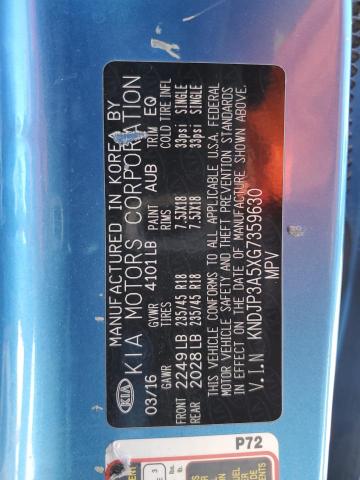 MANUFACTURED IN KOREA BY
KIA KIA MOTORS CORPORATION
03/16 GVWR 4101LB PAINT AUB TRIM EQ
GAWR RIMS COLD TIRE INFL
FRONT 2249LB 235/45 R18 7.5JX18 33psi SINGLE
REAR 2028LB 235/45 R18 7.5JX18 33psi SINGLE
THIS VEHICLE CONFORMS TO ALL APPLICABLE U.S.A. FEDERAL
MOTOR VEHICLE SAFETY AND THEFT PREVENTION STANDARDS
IN EFFECT ON THE DATE OF MANUFACTURE SHOWN ABOVE.
V.I.N KNDJP3A5XG7359630
MPV
P72